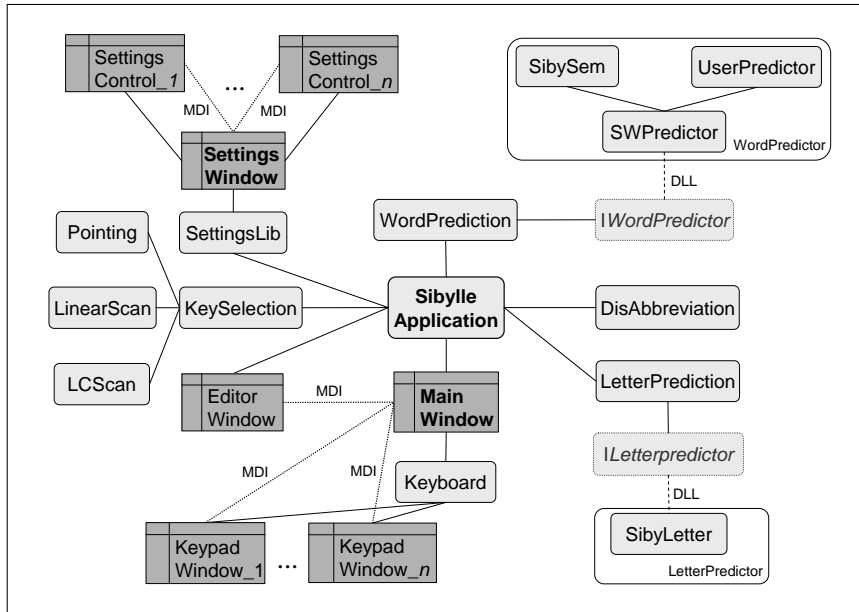 Settings
Control_1
...
Settings
Control_n
MDI
MDI
Settings
Window
SibySem
UserPredictor
SWPredictor
WordPredictor
DLL
Pointing
SettingsLib
WordPrediction
IWordPredictor
LinearScan
KeySelection
Sibylle
Application
DisAbbreviation
LCScan
Editor
Window
MDI
Main
Window
LetterPrediction
MDI
MDI
Keyboard
ILetterpredictor
DLL
Keypad
Window_1
...
Keypad
Window_n
SibyLetter
LetterPredictor